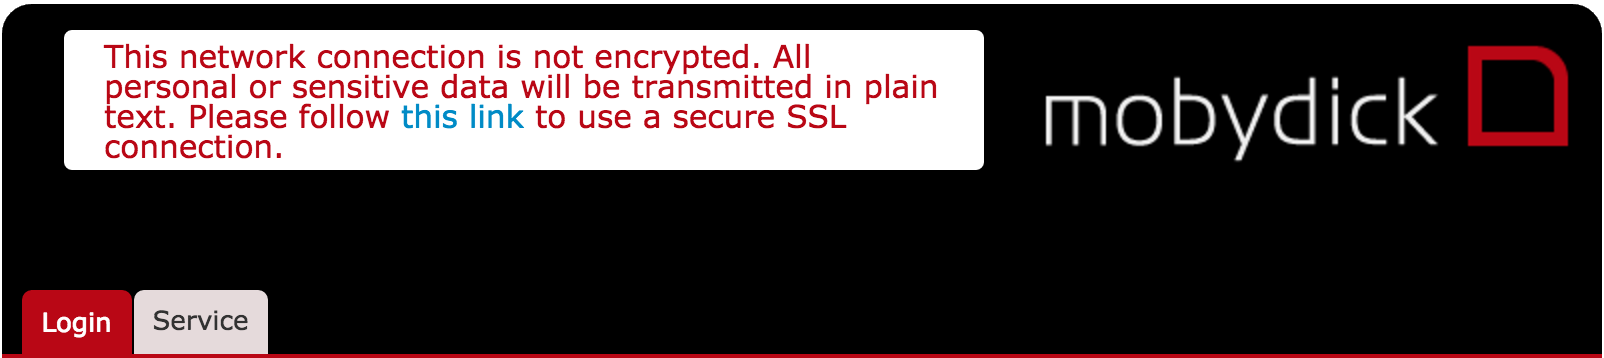 This network connection is not encrypted. All
personal or sensitive data will be transmitted in plain
text. Please follow this link to use a secure SSL
connection.
mobydick
Login
Service